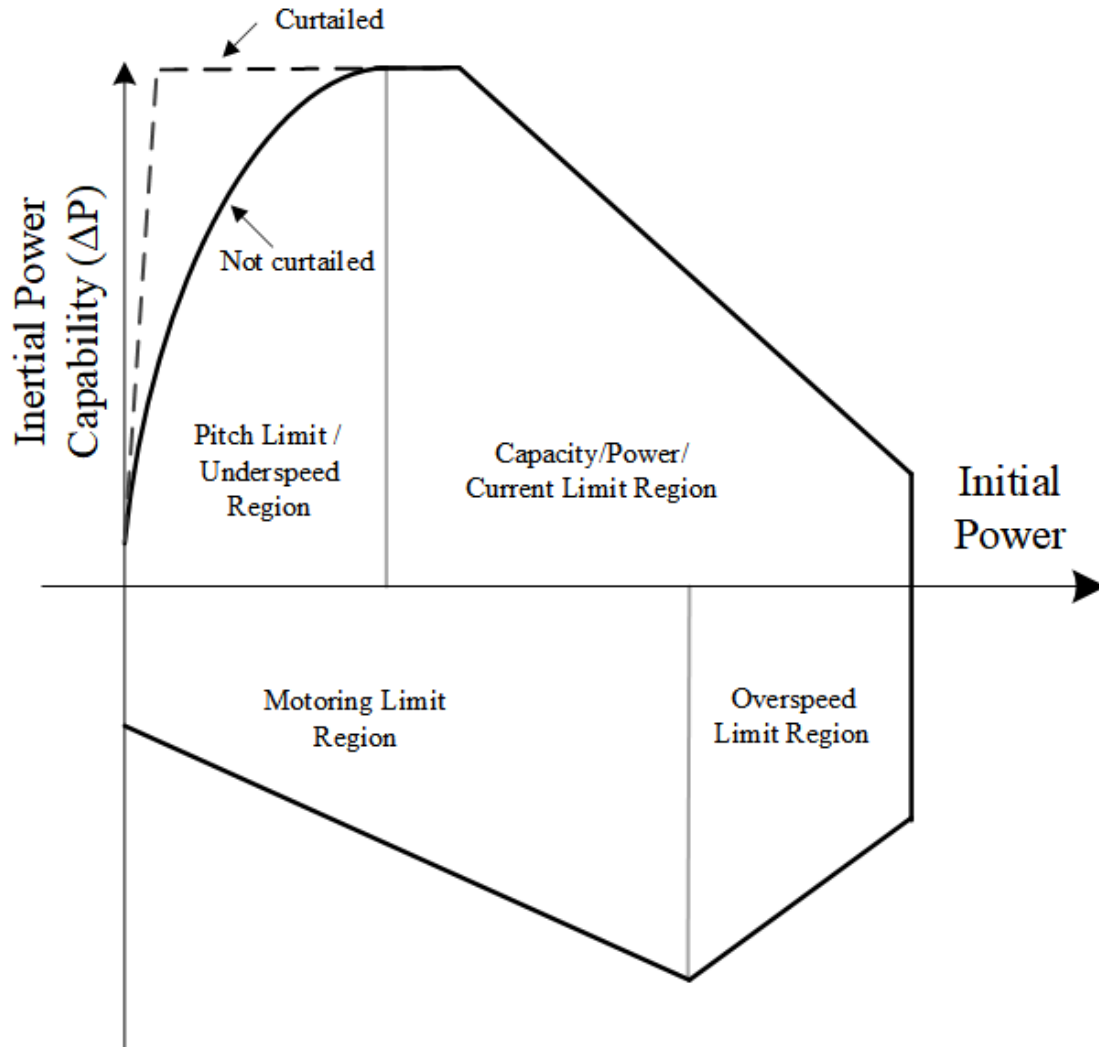 Curtailed
Inertial Power
Capability (ΔP)
Not curtailed
Pitch Limit /
Underspeed
Region
Capacity/Power/
Current Limit Region
Initial
Power
Motoring Limit
Region
Overspeed
Limit Region